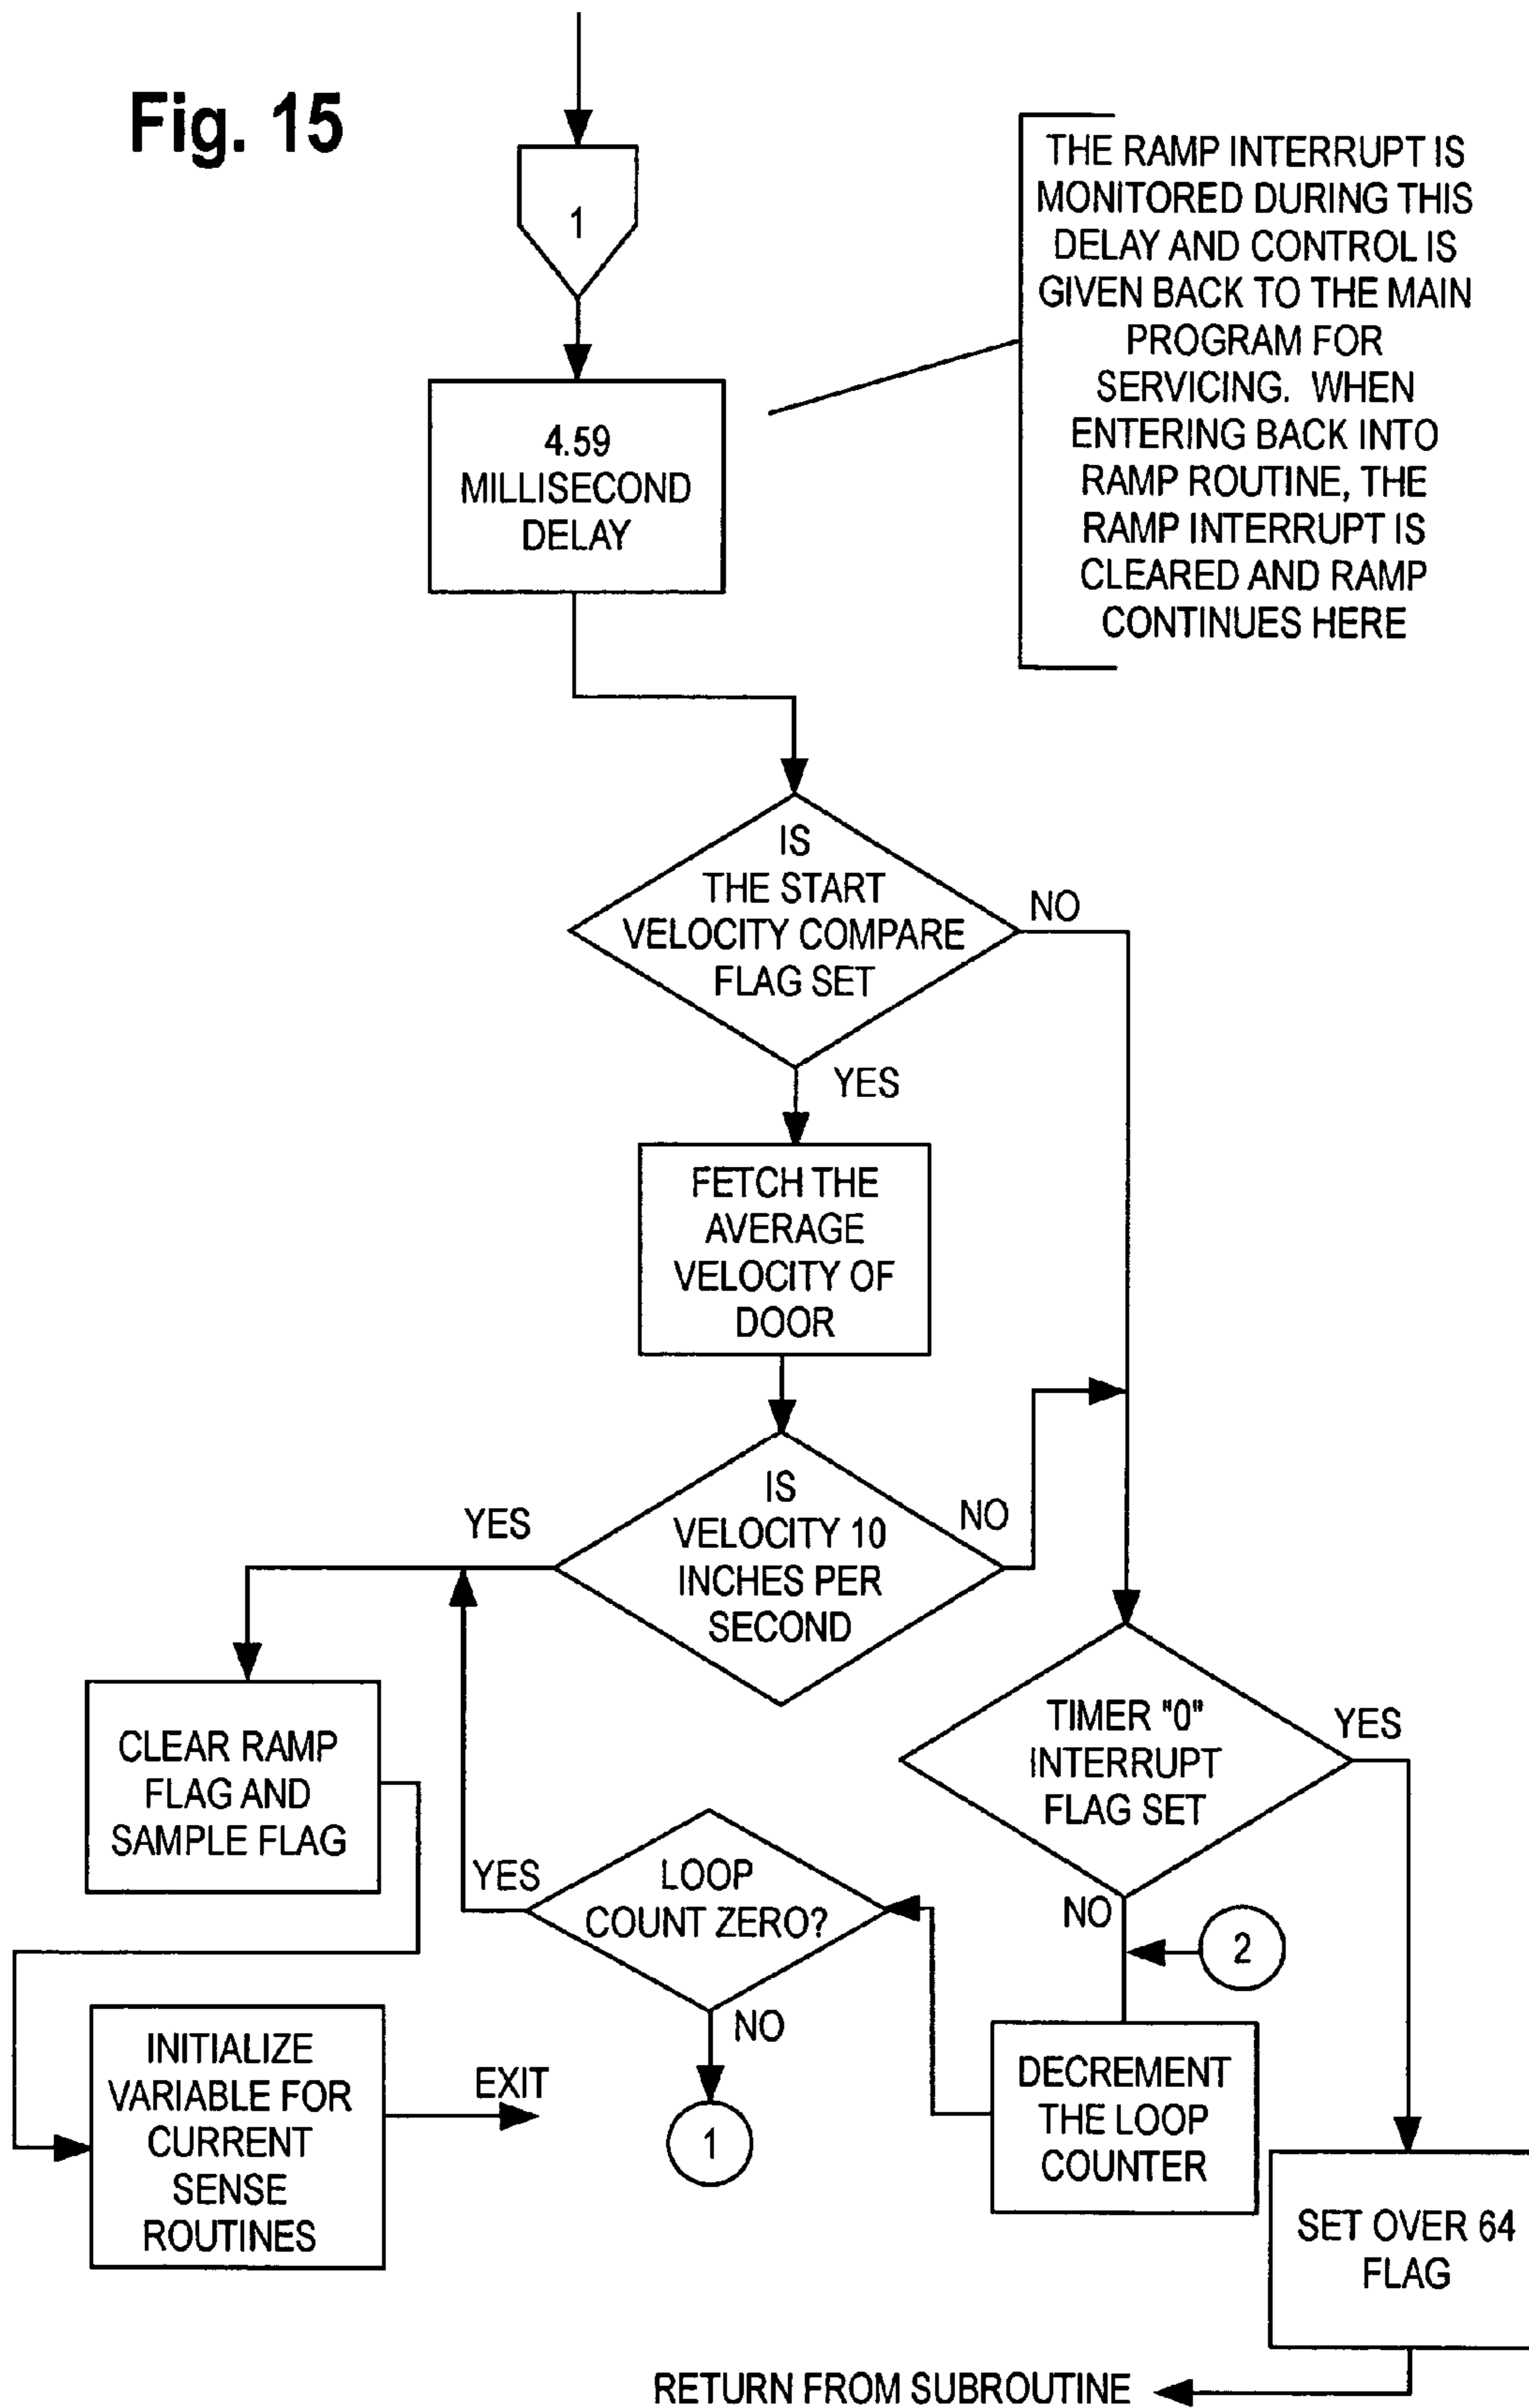 Fig. 15
1
THE RAMP INTERRUPT IS
MONITORED DURING THIS
DELAY AND CONTROL IS
GIVEN BACK TO THE MAIN
PROGRAM FOR
SERVICING. WHEN
ENTERING BACK INTO
RAMP ROUTINE, THE
RAMP INTERRUPT IS
CLEARED AND RAMP
CONTINUES HERE
4.59
MILLISECOND
DELAY
IS
THE START
VELOCITY COMPARE
FLAG SET
NO
YES
FETCH THE
AVERAGE
VELOCITY OF
DOOR
IS
VELOCITY 10
INCHES PER
SECOND
YES
NO
CLEAR RAMP
FLAG AND
SAMPLE FLAG
TIMER "0"
INTERRUPT
FLAG SET
YES
NO
2
LOOP
COUNT ZERO?
YES
NO
1
INITIALIZE
VARIABLE FOR
CURRENT
SENSE
ROUTINES
EXIT
DECREMENT
THE LOOP
COUNTER
SET OVER 64
FLAG
RETURN FROM SUBROUTINE